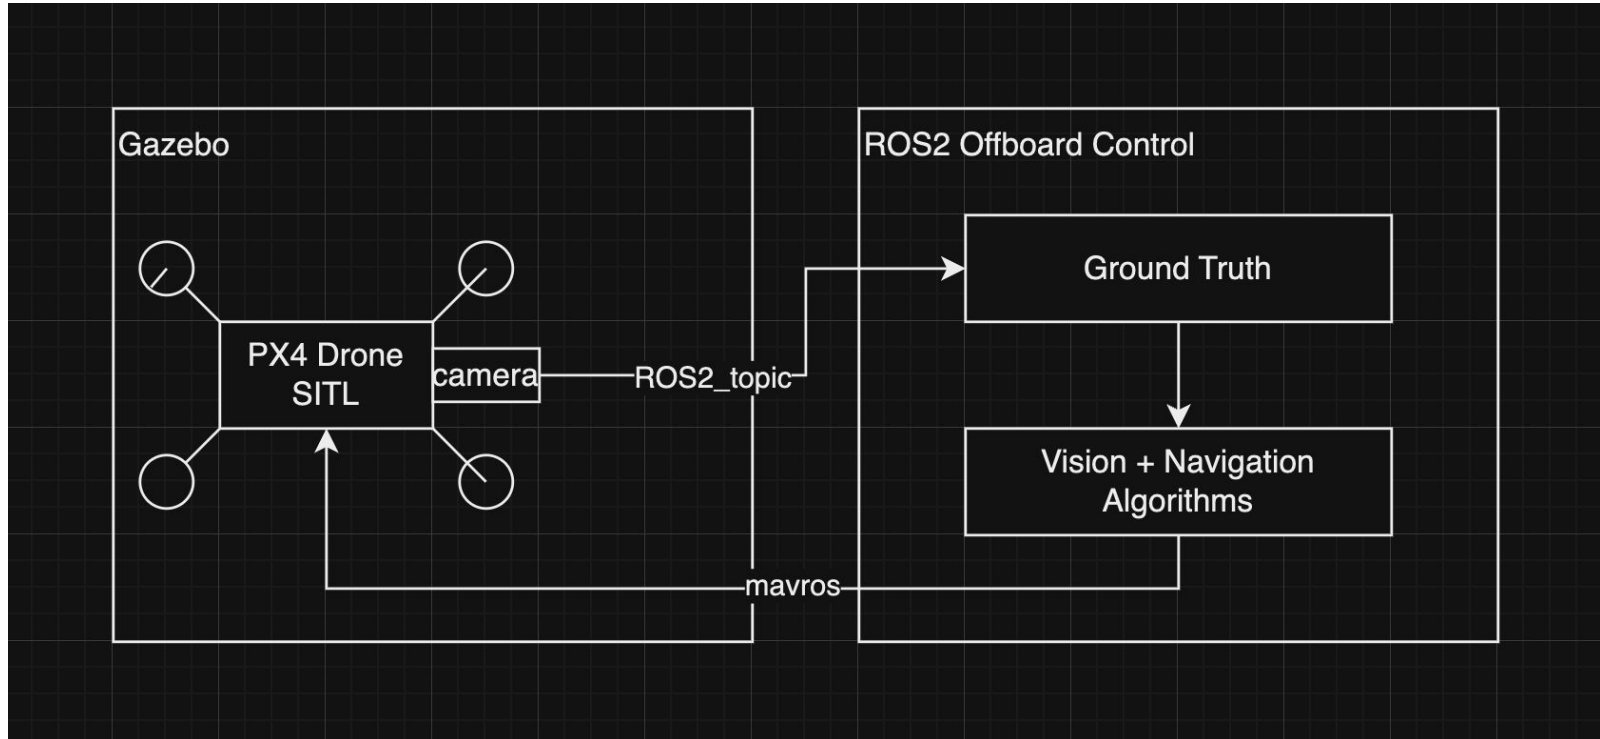 Gazebo
PX4 Drone
SITL
camera
ROS2_topic
mavros
ROS2 Offboard Control
Ground Truth
Vision + Navigation
Algorithms